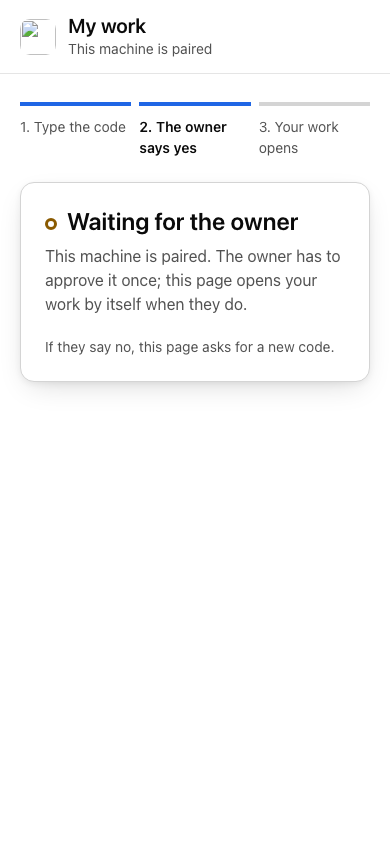 My work
This machine is paired
1. Type the code
2. The owner
says yes
3. Your work
opens
Waiting for the owner
This machine is paired. The owner has to
approve it once; this page opens your
work by itself when they do.
If they say no, this page asks for a new code.